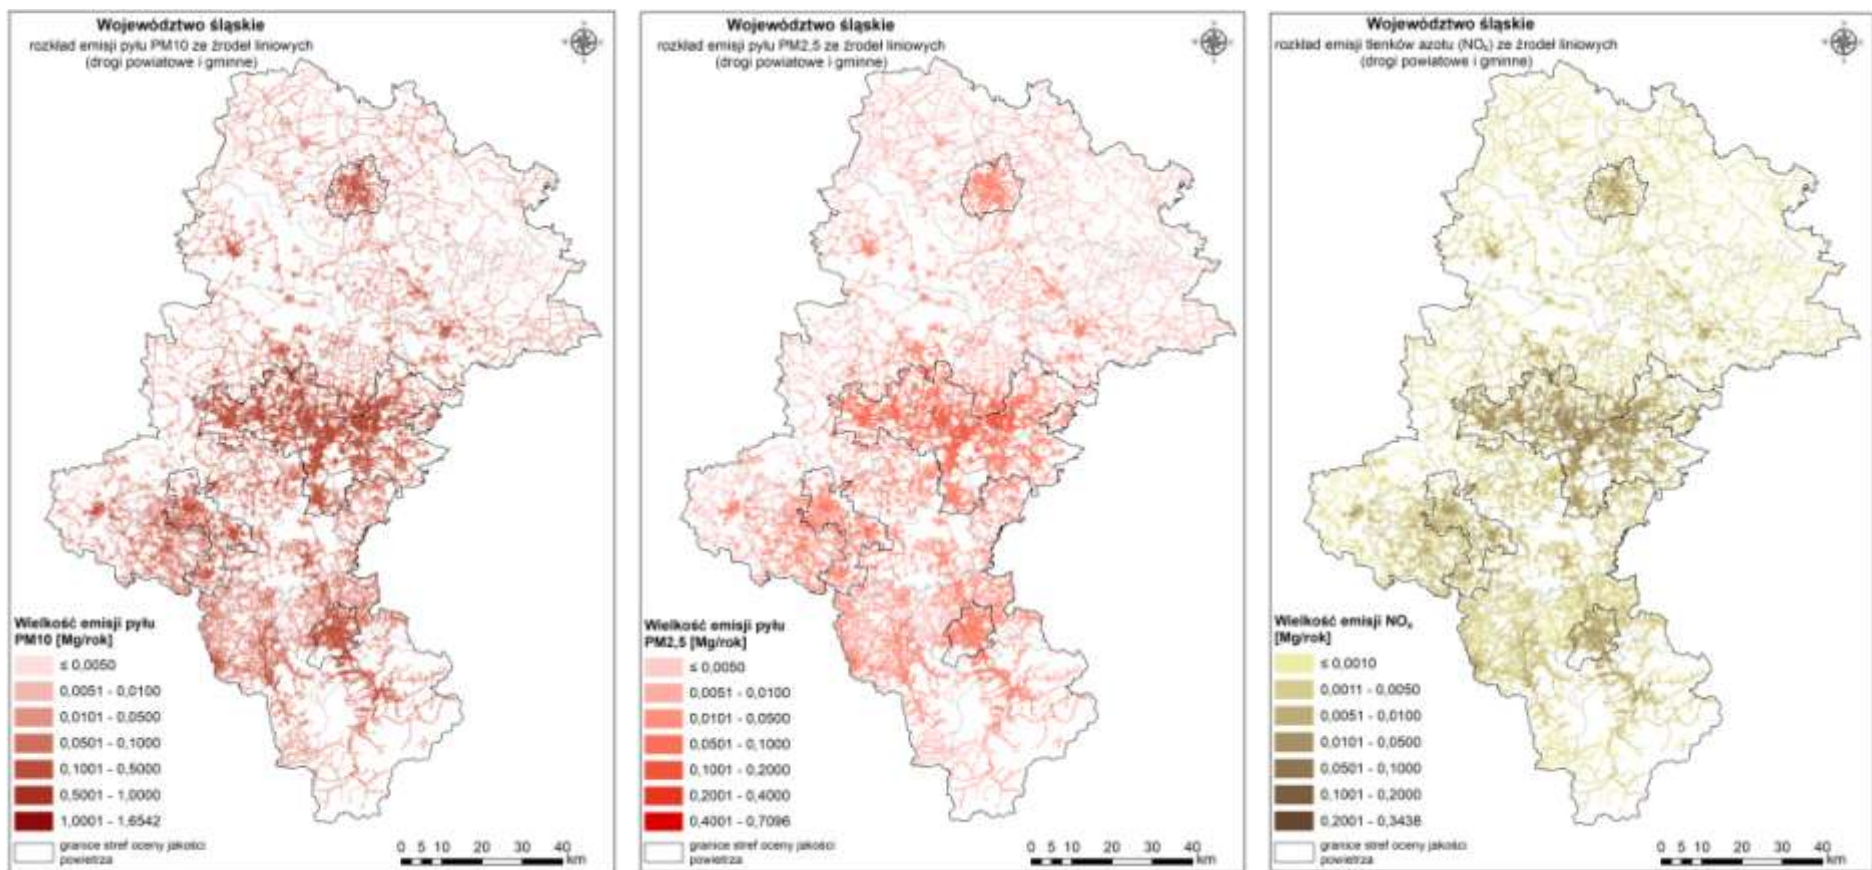 Województwo śląskie
rozkład emisji pyłu PM10 ze źrodeł liniowych
(drogi powiatowe i gminne)
Wielkość emisji pyłu
PM10 [Mg/rok]
≤ 0,0050
0,0051 - 0,0100
0,0101 - 0,0500
0,0501 - 0,1000
0,1001 - 0,5000
0,5001 - 1,0000
1,0001 - 1,6542
granice stref oceny jakości
powietrza
0 5 10 20 30 40
km
Województwo śląskie
rozkład emisji pyłu PM2,5 ze źrodeł liniowych
(drogi powiatowe i gminne)
Wielkość emisji pyłu
PM2,5 [Mg/rok]
≤ 0,0050
0,0051 - 0,0100
0,0101 - 0,0500
0,0501 - 0,1000
0,1001 - 0,2000
0,2001 - 0,4000
0,4001 - 0,7096
granice stref oceny jakości
powietrza
0 5 10 20 30 40
km
Województwo śląskie
rozkład emisji tlenków azotu (NOₓ) ze źrodeł liniowych
(drogi powiatowe i gminne)
Wielkość emisji NOₓ
[Mg/rok]
≤ 0,0010
0,0011 - 0,0050
0,0051 - 0,0100
0,0101 - 0,0500
0,0501 - 0,1000
0,1001 - 0,2000
0,2001 - 0,3438
granice stref oceny jakości
powietrza
0 5 10 20 30 40
km